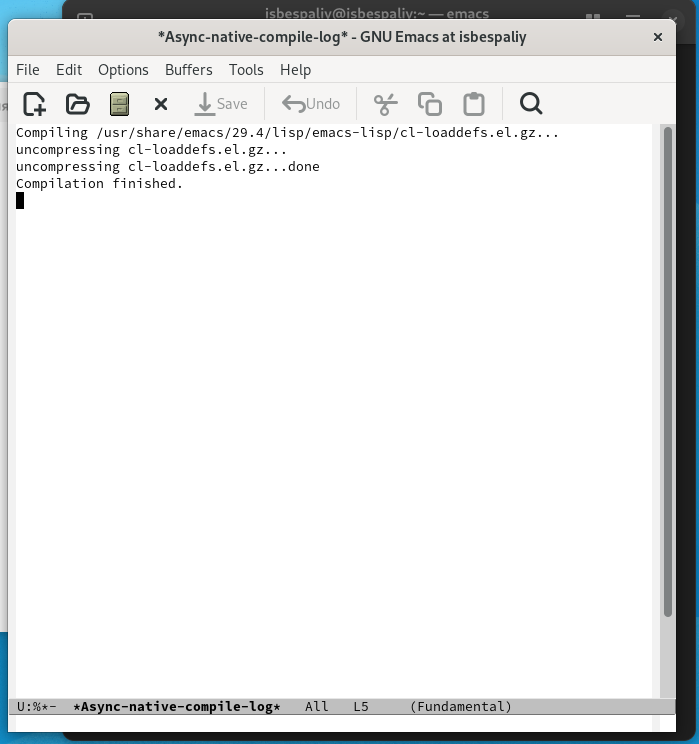 isbespaliv@isbespaliv:~ — emacs
*Async-native-compile-log* - GNU Emacs at isbespaliy
File Edit Options Buffers Tools Help
Save Undo
Compiling /usr/share/emacs/29.4/lisp/emacs-lisp/cl-loaddefs.el.gz...
uncompressing cl-loaddefs.el.gz...
uncompressing cl-loaddefs.el.gz...done
Compilation finished.
U:%*- *Async-native-compile-log* All L5 (Fundamental)